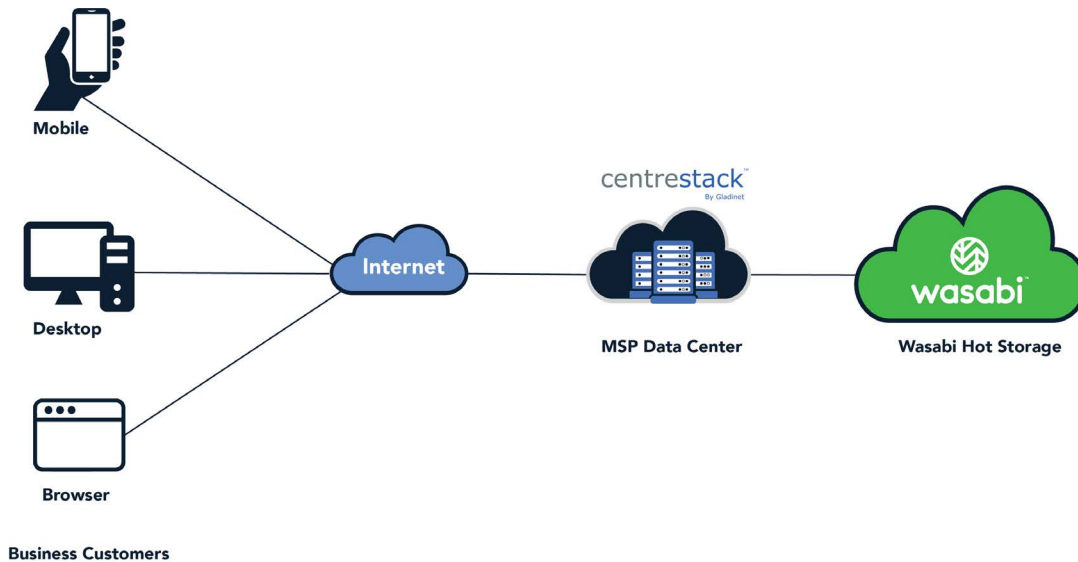 Mobile
Desktop
Browser
Business Customers
Internet
centrestack™
By Gladinet
MSP Data Center
wasabi™
Wasabi Hot Storage